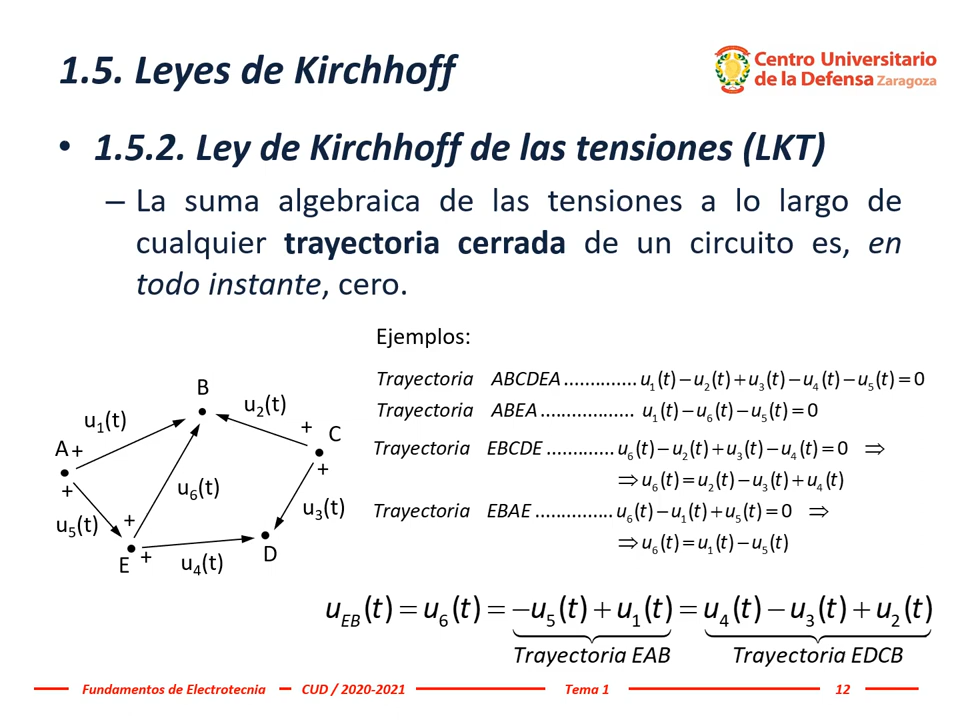 1.5. Leyes de Kirchhoff
Centro Universitario
de la Defensa Zaragoza
• 1.5.2. Ley de Kirchhoff de las tensiones (LKT)
– La suma algebraica de las tensiones a lo largo de
cualquier trayectoria cerrada de un circuito es, en
todo instante, cero.
Ejemplos:
Trayectoria ABCDEA .............. u₁(t) − u₂(t) + u₃(t) − u₄(t) − u₅(t) = 0
Trayectoria ABEA .................. u₁(t) − u₆(t) − u₅(t) = 0
Trayectoria EBCDE ............. u₆(t) − u₂(t) + u₃(t) − u₄(t) = 0 ⇒
⇒ u₆(t) = u₂(t) − u₃(t) + u₄(t)
Trayectoria EBAE ............... u₆(t) − u₁(t) + u₅(t) = 0 ⇒
⇒ u₆(t) = u₁(t) − u₅(t)
B
u₂(t)
u₁(t)
+ C
A +
+
+
u₆(t)
u₃(t)
u₅(t) +
E +
u₄(t)
D
u_EB(t) = u₆(t) = −u₅(t) + u₁(t) = u₄(t) − u₃(t) + u₂(t)
Trayectoria EAB
Trayectoria EDCB
Fundamentos de Electrotecnia
CUD / 2020-2021
Tema 1
12